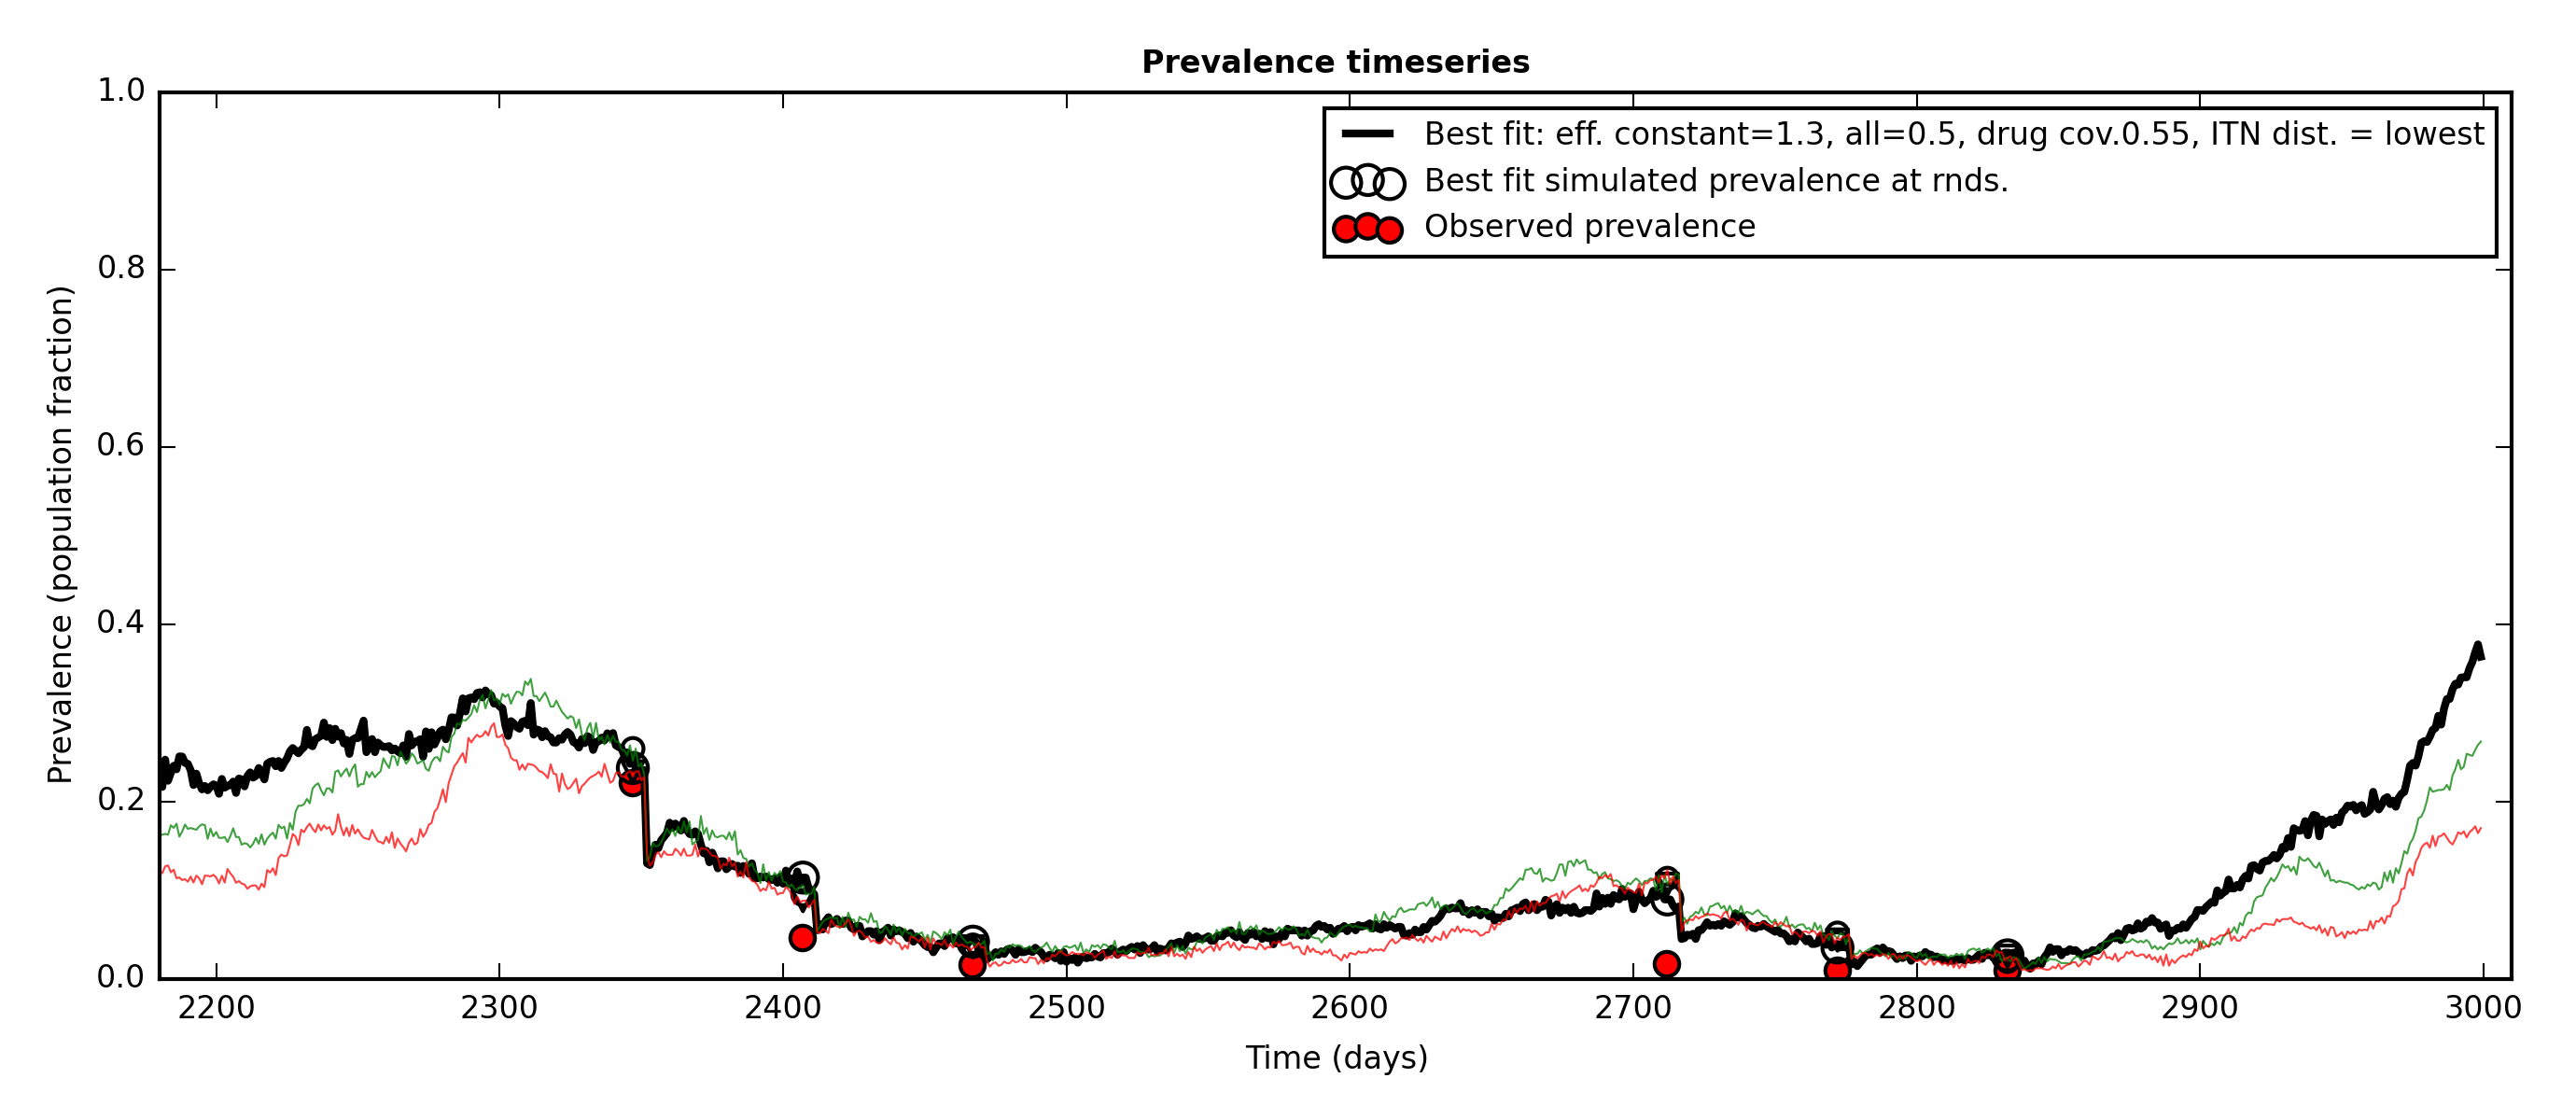 Prevalence timeseries
Best fit: eff. constant=1.3, all=0.5, drug cov.0.55, ITN dist. = lowest
Best fit simulated prevalence at rnds.
Observed prevalence
Prevalence (population fraction)
1.0
0.8
0.6
0.4
0.2
0.0
2200 2300 2400 2500 2600 2700 2800 2900 3000
Time (days)